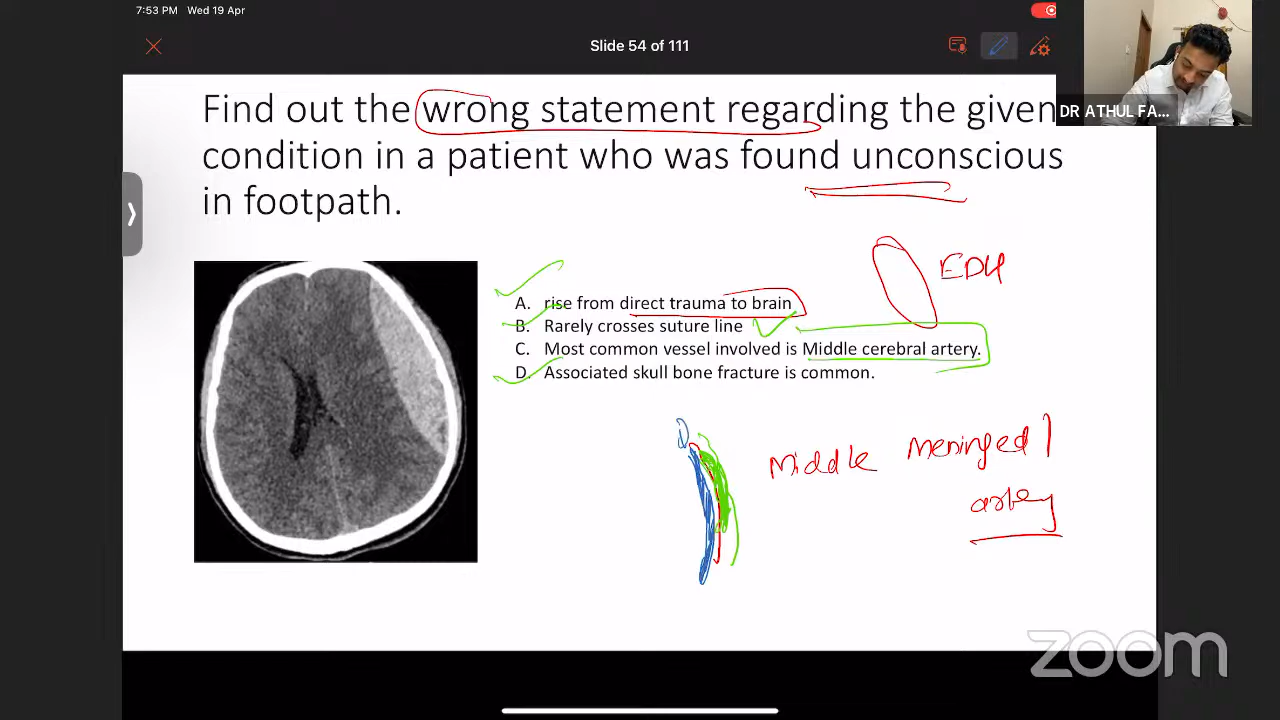 7:53 PM Wed 19 Apr
Slide 54 of 111
DR ATHUL FA...
Find out the wrong statement regarding the given
condition in a patient who was found unconscious
in footpath.
EDH
A. rise from direct trauma to brain
B. Rarely crosses suture line
C. Most common vessel involved is Middle cerebral artery.
D. Associated skull bone fracture is common.
D
Middle Meningeal
artery
zoom